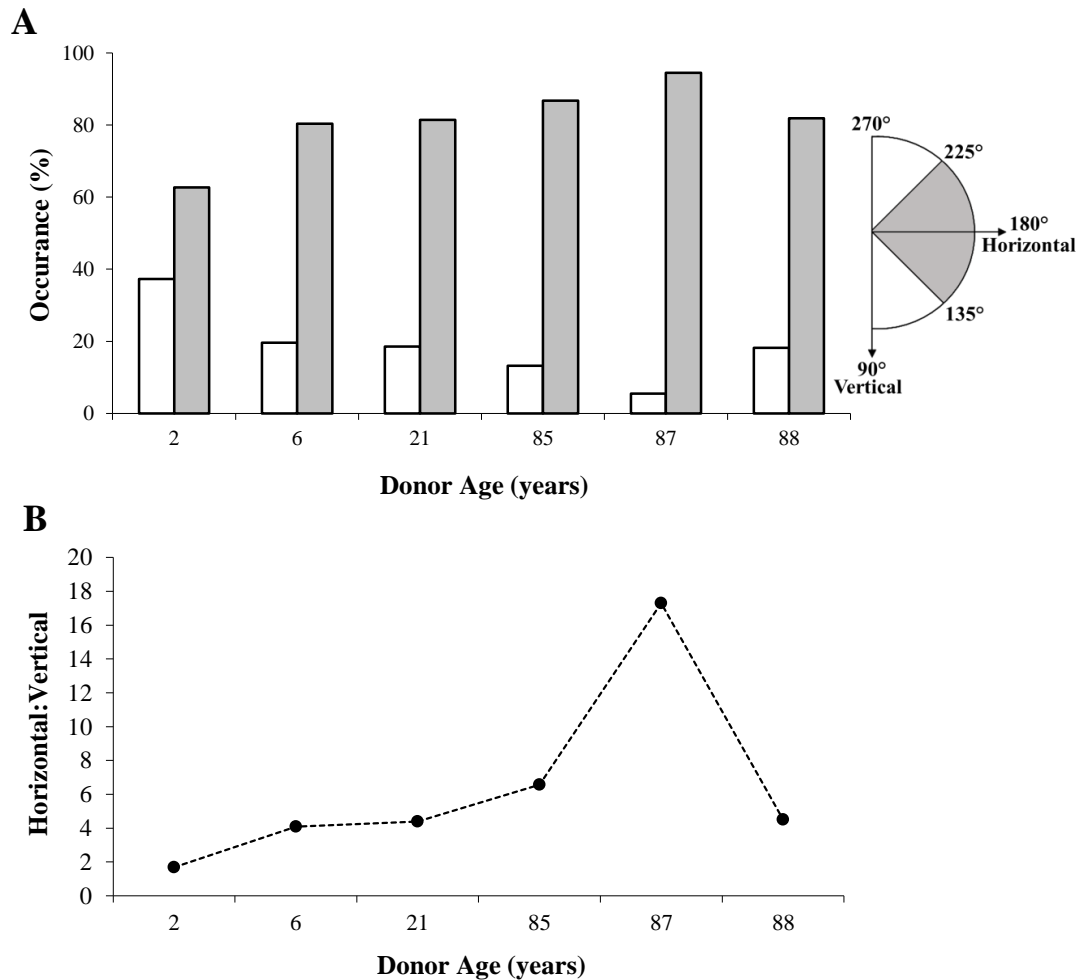 A
100
80
60
40
20
0
Occurance (%)
2 6 21 85 87 88
Donor Age (years)
270°
225°
180°
Horizontal
135°
90°
Vertical
B
20
18
16
14
12
10
8
6
4
2
0
Horizontal:Vertical
2 6 21 85 87 88
Donor Age (years)